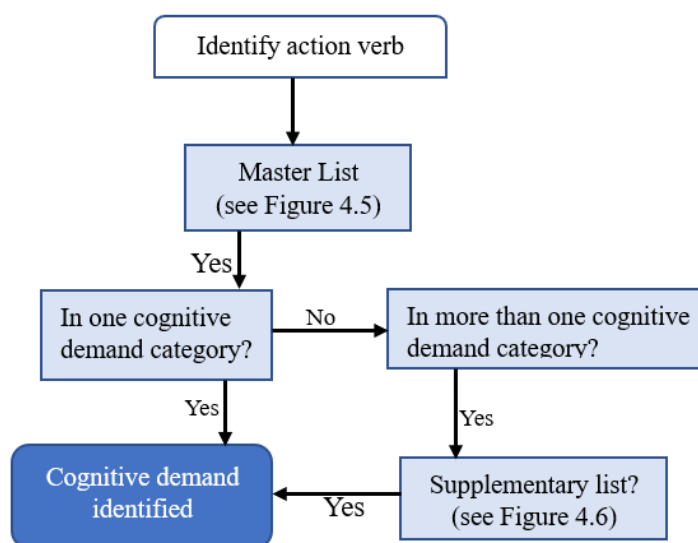 Identify action verb
Master List
(see Figure 4.5)
Yes
In one cognitive
demand category?
No
In more than one cognitive
demand category?
Yes
Yes
Cognitive demand
identified
Yes
Supplementary list?
(see Figure 4.6)